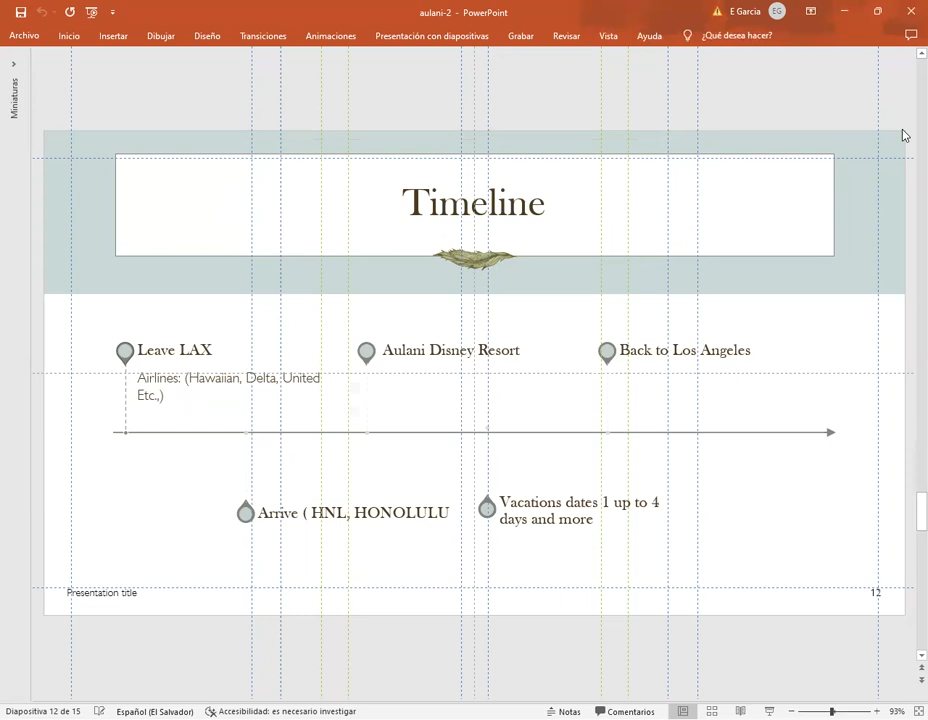 aulani-2 - PowerPoint
E Garcia
EG
Archivo
Inicio
Insertar
Dibujar
Diseño
Transiciones
Animaciones
Presentación con diapositivas
Grabar
Revisar
Vista
Ayuda
¿Qué desea hacer?
Miniaturas
Timeline
Leave LAX
Airlines: (Hawaiian, Delta, United
Etc.,)
Aulani Disney Resort
Back to Los Angeles
Arrive ( HNL, HONOLULU
Vacations dates 1 up to 4
days and more
Presentation title
12
Diapositiva 12 de 15
Español (El Salvador)
Accesibilidad: es necesario investigar
Notas
Comentarios
93%